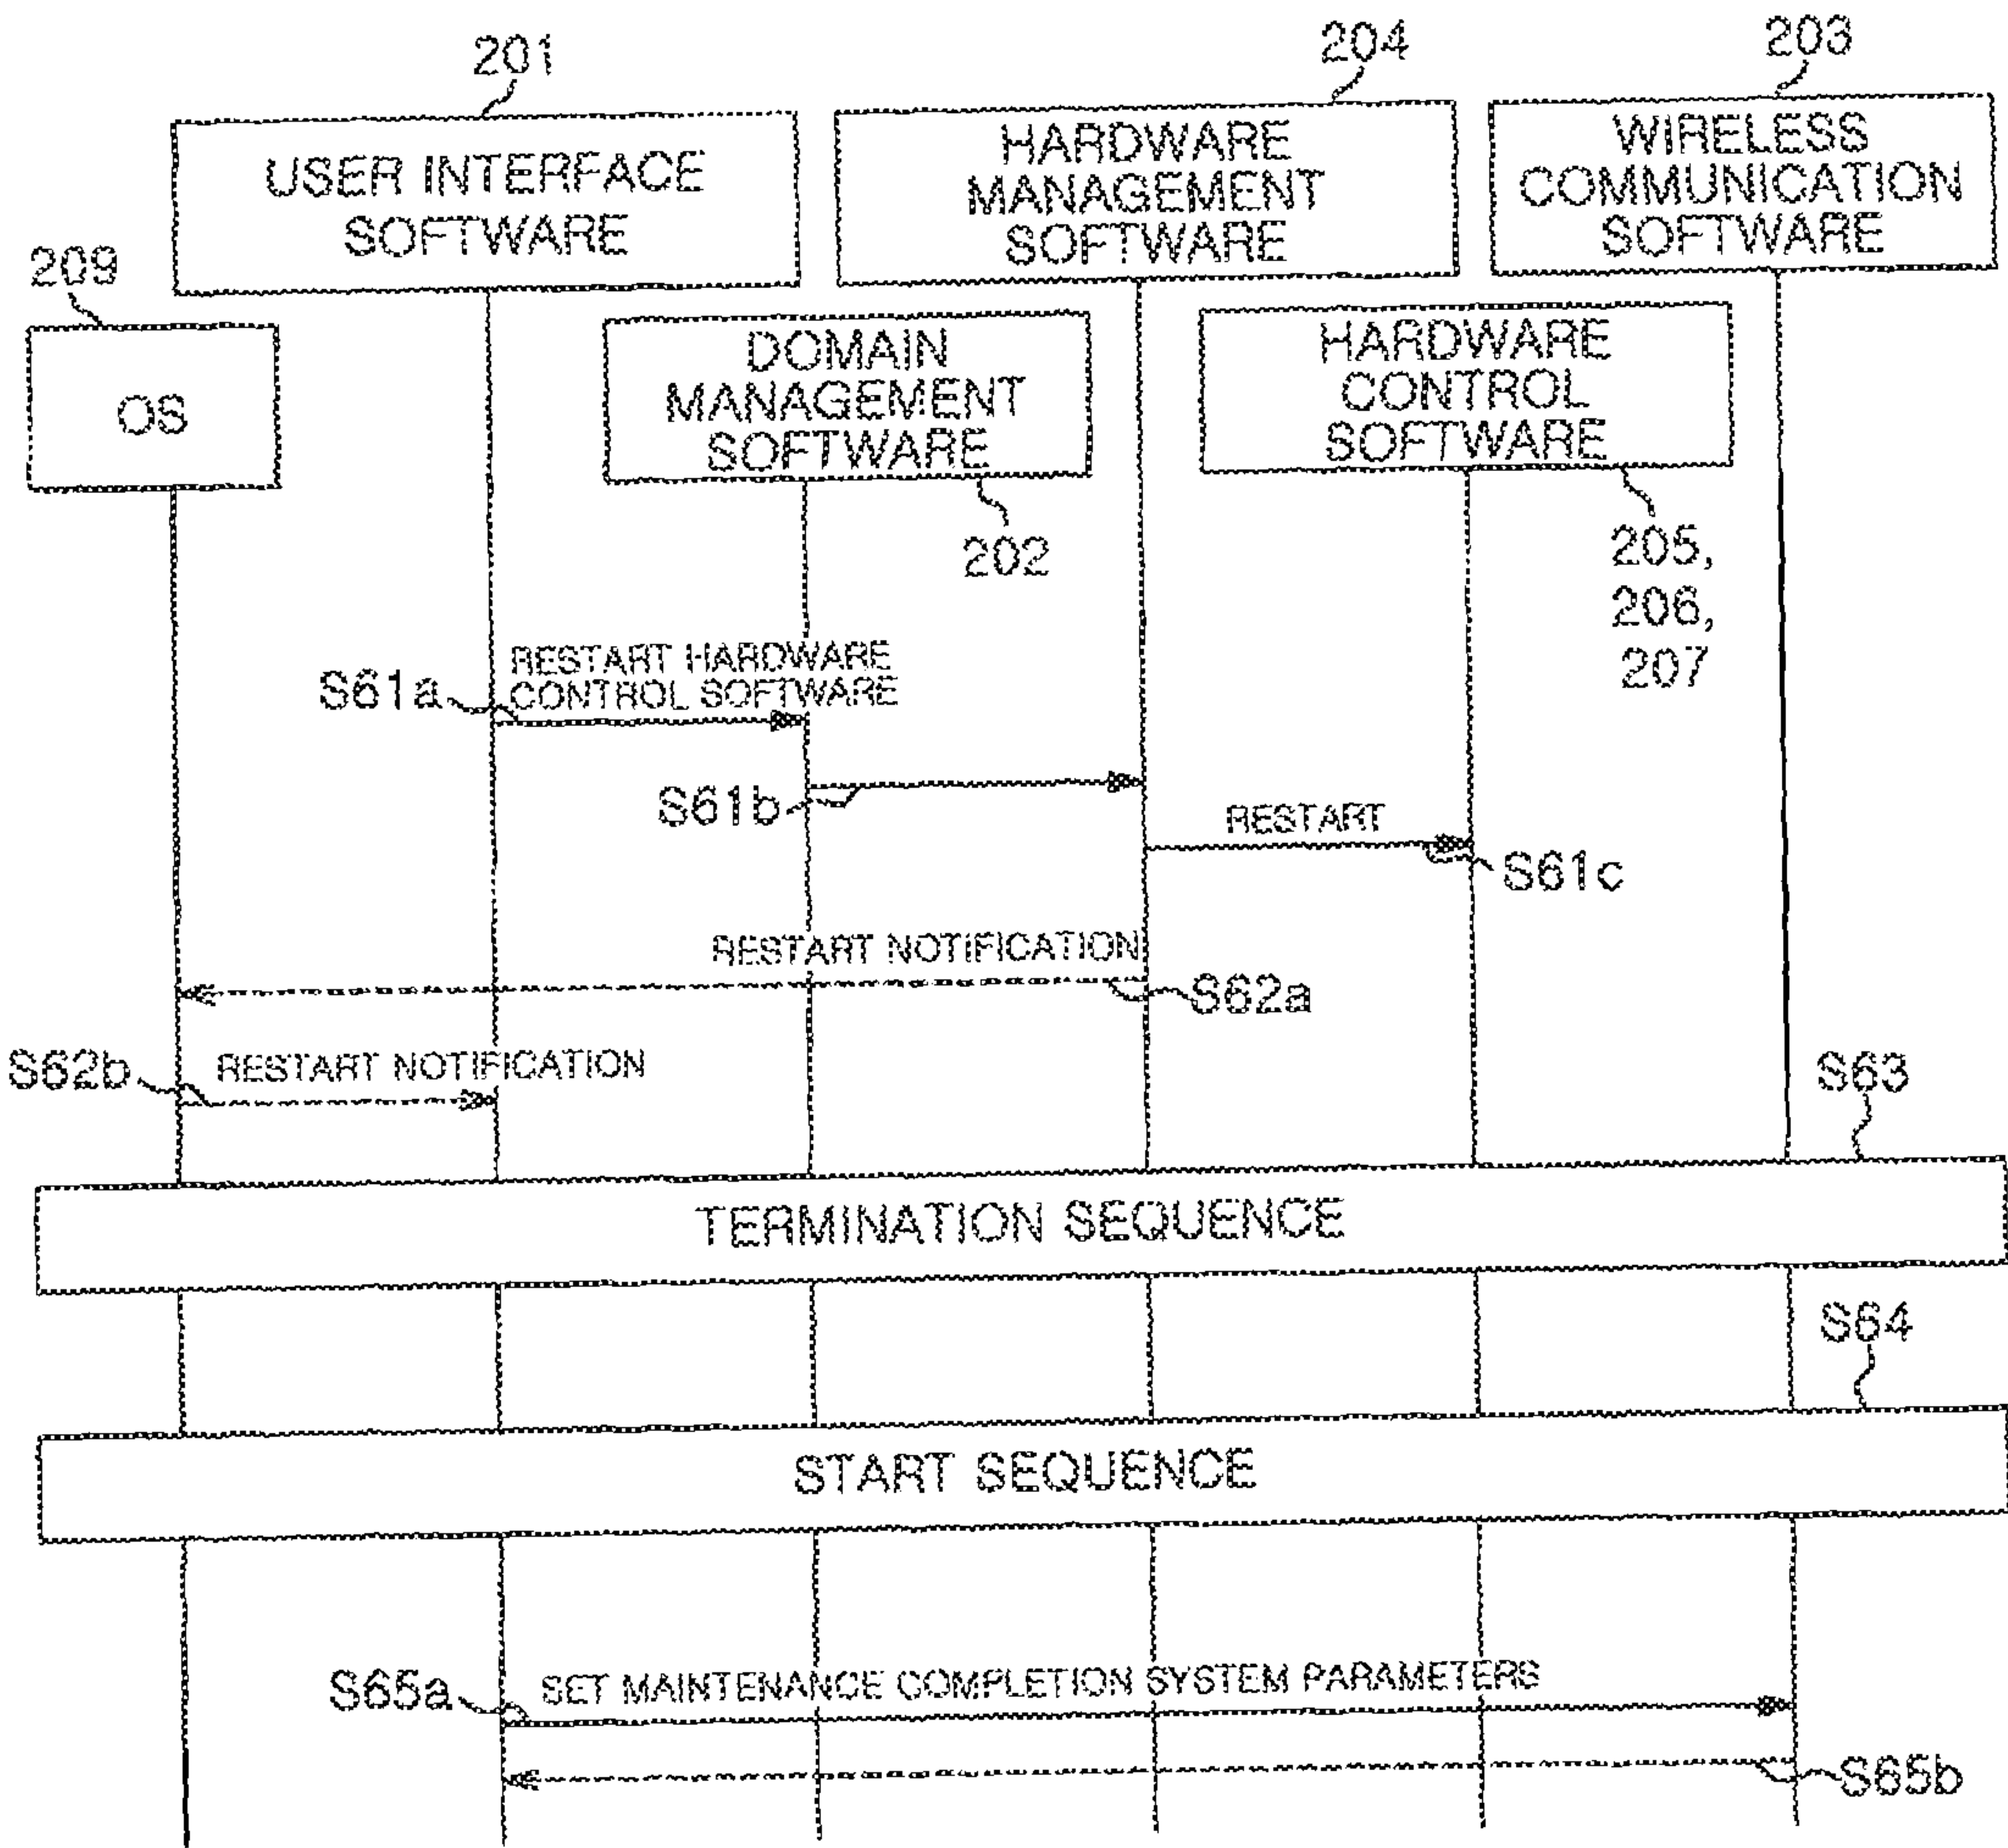 201
204
203
USER INTERFACE
SOFTWARE
HARDWARE
MANAGEMENT
SOFTWARE
WIRELESS
COMMUNICATION
SOFTWARE
209
OS
DOMAIN
MANAGEMENT
SOFTWARE
HARDWARE
CONTROL
SOFTWARE
202
205,
206,
207
S61a
RESTART HARDWARE
CONTROL SOFTWARE
S61b
RESTART
S61c
RESTART NOTIFICATION
S62a
S62b
RESTART NOTIFICATION
S63
TERMINATION SEQUENCE
S64
START SEQUENCE
S65a
SET MAINTENANCE COMPLETION SYSTEM PARAMETERS
S65b